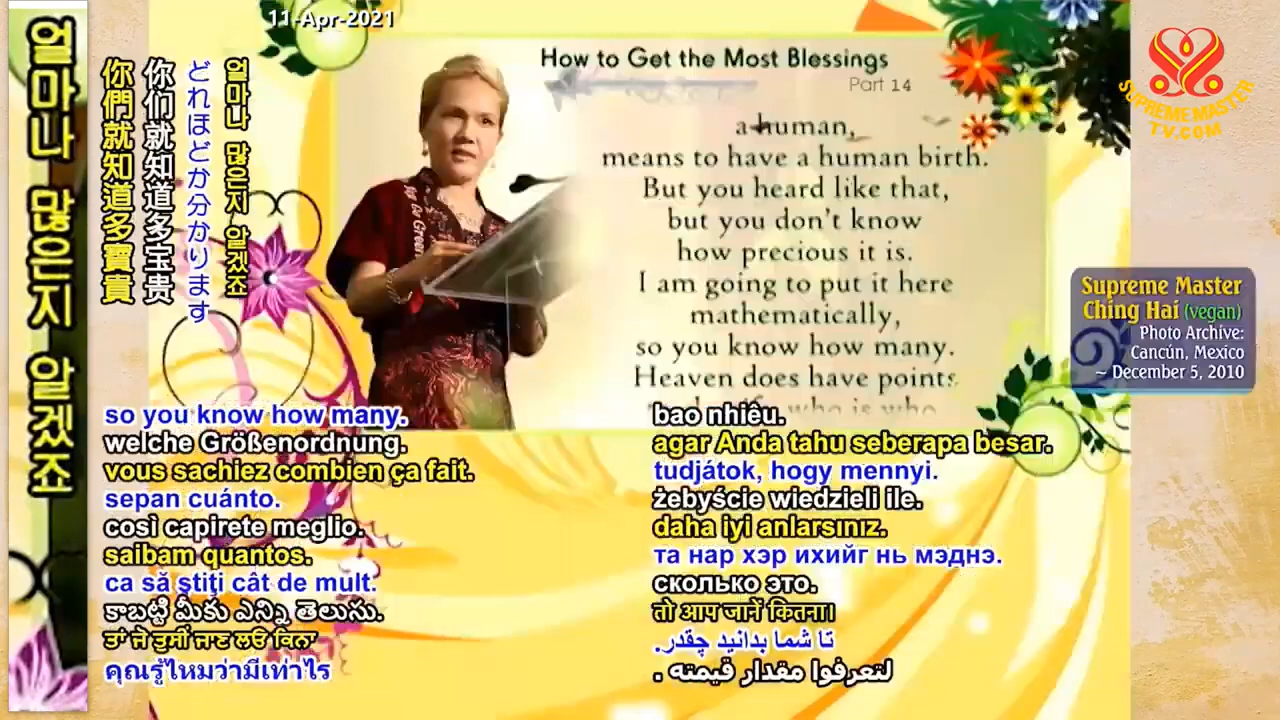 11-Apr-2021
얼마나 많은지 알겠죠
你們就知道多寶貴
你们就知道多宝贵
どれほどか分かります
얼마나 많은지 알겠죠
How to Get the Most Blessings
Part 14
a human,
means to have a human birth.
But you heard like that,
but you don't know
how precious it is.
I am going to put it here
mathematically,
so you know how many.
Heaven does have points
who is who
SUPREME MASTER
TV.COM
Supreme Master
Ching Hai (vegan)
Photo Archive:
Cancún, Mexico
~ December 5, 2010
Be Green
so you know how many.
welche Größenordnung.
vous sachiez combien ça fait.
sepan cuánto.
così capirete meglio.
saibam quantos.
ca să ştiţi cât de mult.
కాబట్టి మీకు ఎన్ని తెలుసు.
ਤਾਂ ਜੋ ਤੁਸੀਂ ਜਾਣ ਲਓ ਕਿਨਾ
คุณรู้ไหมว่ามีเท่าไร
bao nhiêu.
agar Anda tahu seberapa besar.
tudjátok, hogy mennyi.
żebyście wiedzieli ile.
daha iyi anlarsınız.
та нар хэр ихийг нь мэднэ.
сколько это.
तो आप जानें कितना।
تا شما بدانید چقدر.
لتعرفوا مقدار قيمته .